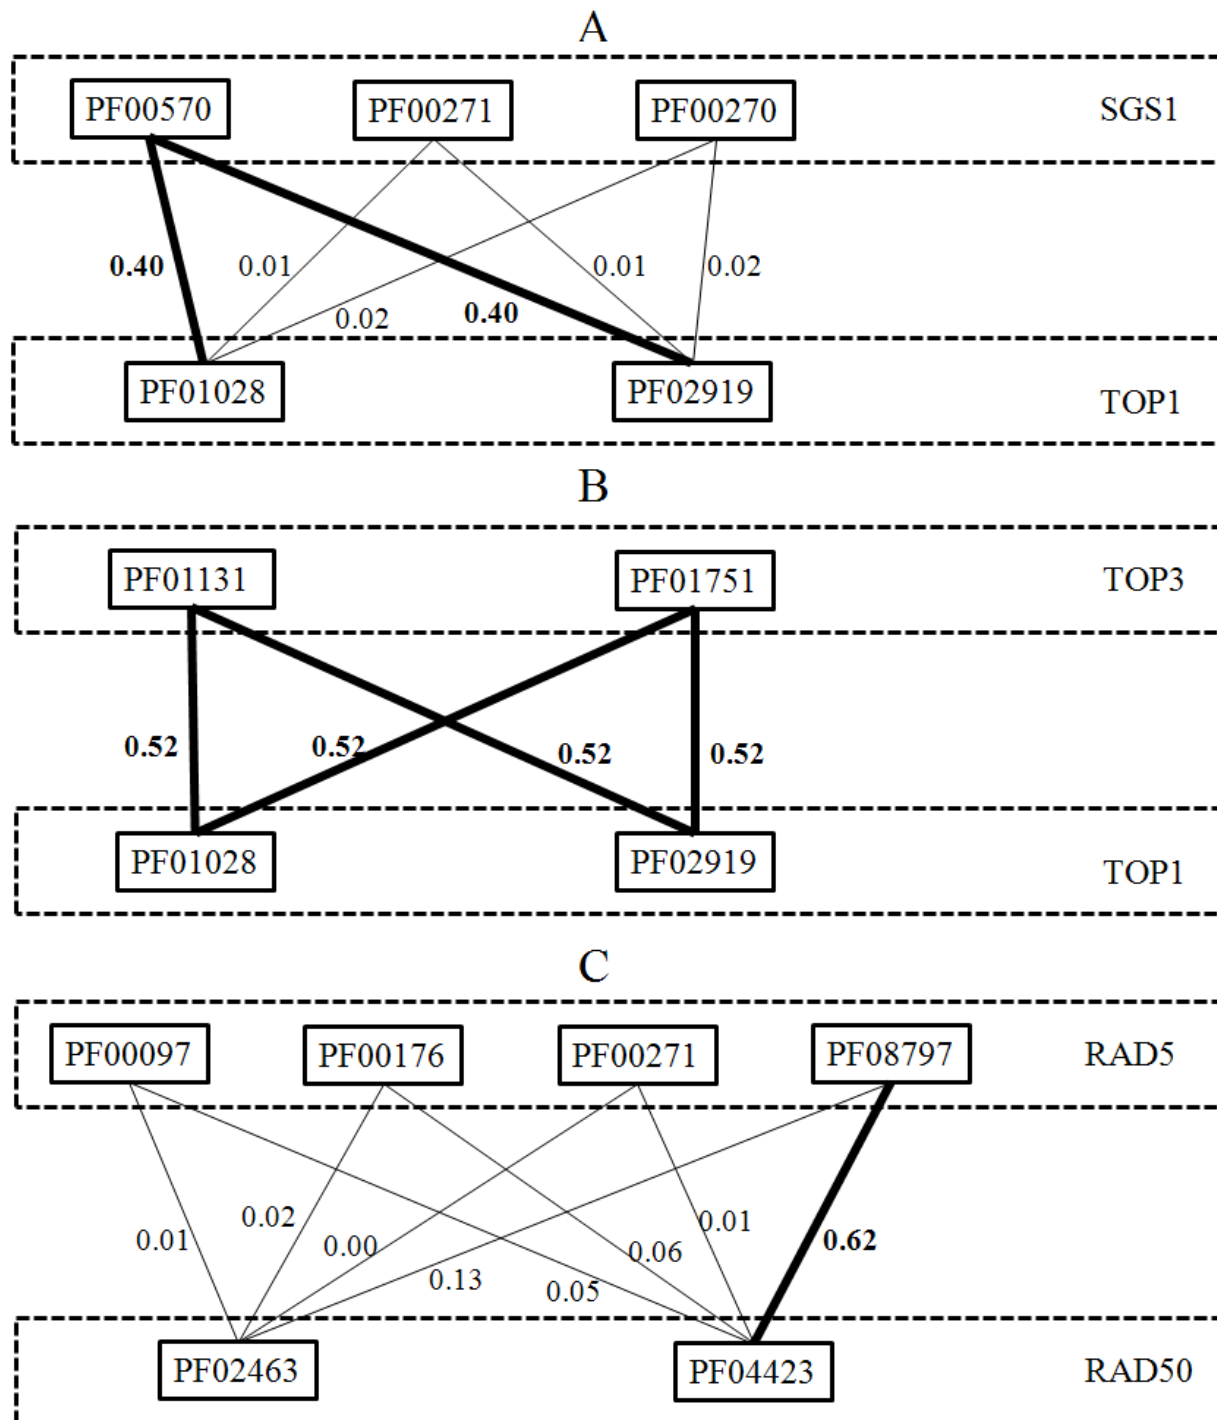 A
PF00570 PF00271 PF00270 SGS1
0.40 0.01 0.01 0.02
0.02 0.40
PF01028 PF02919 TOP1
B
PF01131 PF01751 TOP3
0.52 0.52 0.52 0.52
PF01028 PF02919 TOP1
C
PF00097 PF00176 PF00271 PF08797 RAD5
0.01 0.02 0.00 0.06 0.01 0.62
0.13 0.05
PF02463 PF04423 RAD50